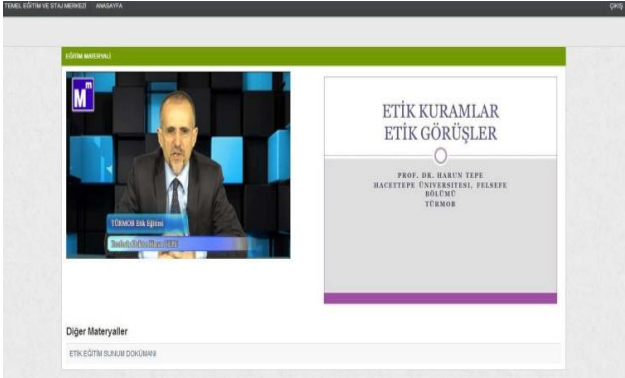 TEMEL EĞİTİM VE STAJ MERKEZİ ANASAYFA ÇIKIŞ
EĞİTİM MATERYALİ
Mm
TÜRMOB Etik Eğitimi
ETİK KURAMLAR
ETİK GÖRÜŞLER
PROF. DR. HARUN TEPE
HACETTEPE ÜNİVERSİTESİ, FELSEFE
BÖLÜMÜ
TÜRMOB
Diğer Materyaller
ETİK EĞİTİM SUNUM DOKÜMANI